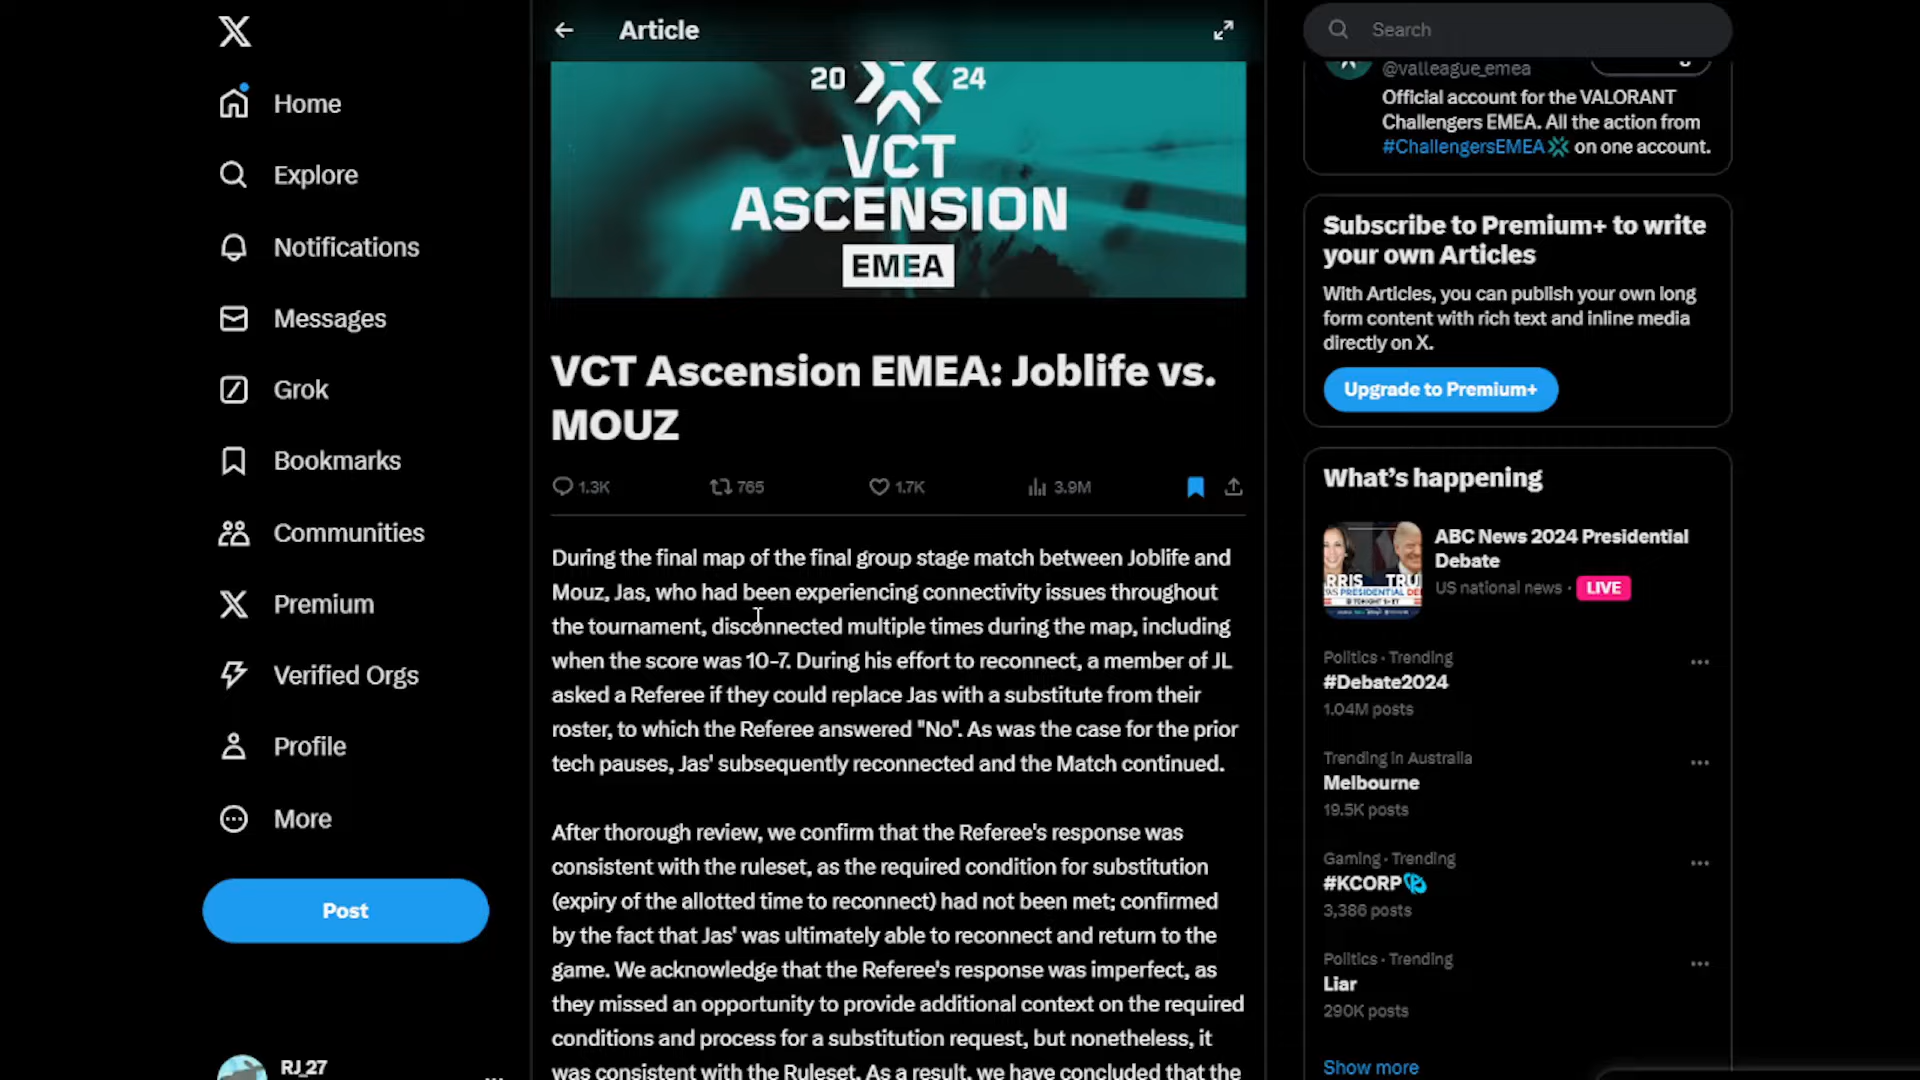 Home
Explore
Notifications
Messages
Grok
Bookmarks
Communities
Premium
Verified Orgs
Profile
More
Post
RJ_27
Article
20 24
VCT
ASCENSION
EMEA
VCT Ascension EMEA: Joblife vs.
MOUZ
1.3K 765 1.7K 3.9M
During the final map of the final group stage match between Joblife and
Mouz, Jas, who had been experiencing connectivity issues throughout
the tournament, disconnected multiple times during the map, including
when the score was 10-7. During his effort to reconnect, a member of JL
asked a Referee if they could replace Jas with a substitute from their
roster, to which the Referee answered "No". As was the case for the prior
tech pauses, Jas' subsequently reconnected and the Match continued.
After thorough review, we confirm that the Referee's response was
consistent with the ruleset, as the required condition for substitution
(expiry of the allotted time to reconnect) had not been met; confirmed
by the fact that Jas' was ultimately able to reconnect and return to the
game. We acknowledge that the Referee's response was imperfect, as
they missed an opportunity to provide additional context on the required
conditions and process for a substitution request, but nonetheless, it
was consistent with the Ruleset. As a result, we have concluded that the
Search
@valleague_emea
Official account for the VALORANT
Challengers EMEA. All the action from
#ChallengersEMEA on one account.
Subscribe to Premium+ to write
your own Articles
With Articles, you can publish your own long
form content with rich text and inline media
directly on X.
Upgrade to Premium+
What's happening
RRIS TRU
ABC News 2024 Presidential
Debate
US national news · LIVE
Politics · Trending
#Debate2024
1.04M posts
Trending in Australia
Melbourne
19.5K posts
Gaming · Trending
#KCORP
3,386 posts
Politics · Trending
Liar
290K posts
Show more